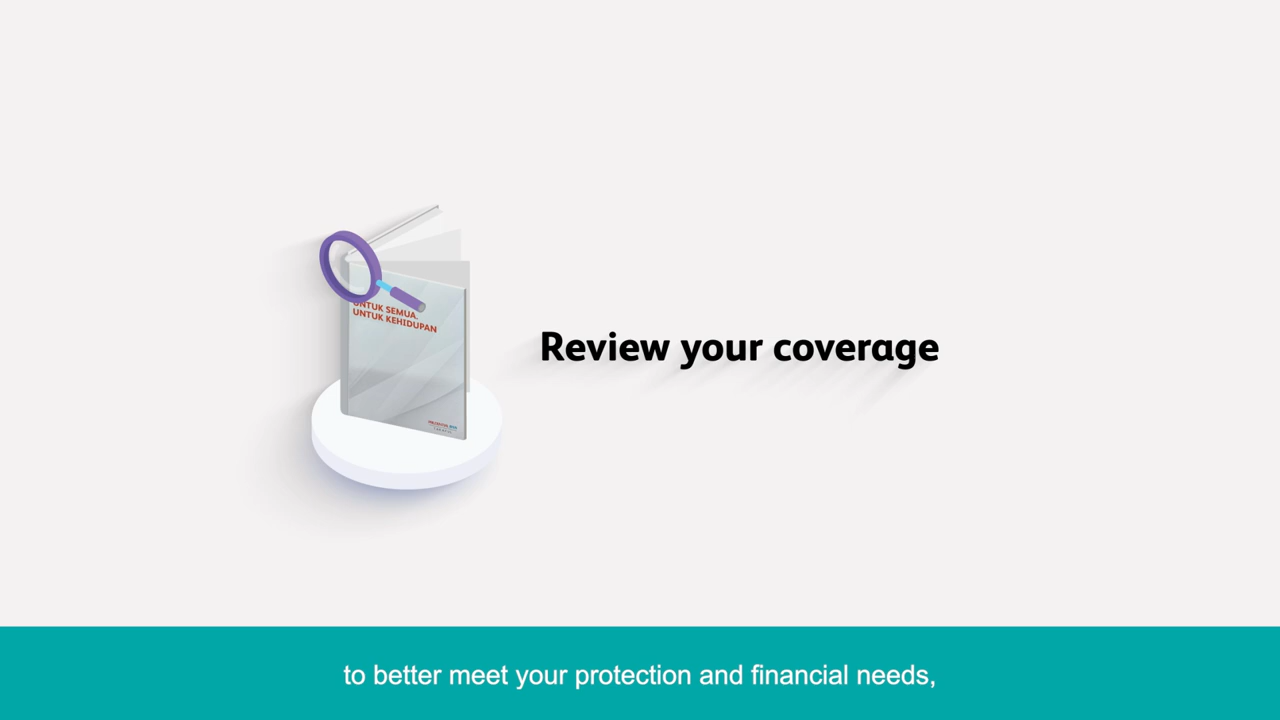 UNTUK SEMUA.
UNTUK KEHIDUPAN
Review your coverage
to better meet your protection and financial needs,